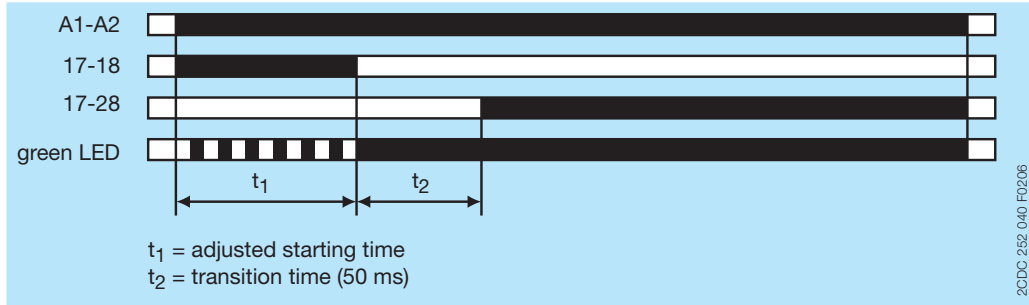 A1-A2
17-18
17-28
green LED
t1
t2
t1 = adjusted starting time
t2 = transition time (50 ms)
2CDC 252 040 F0206